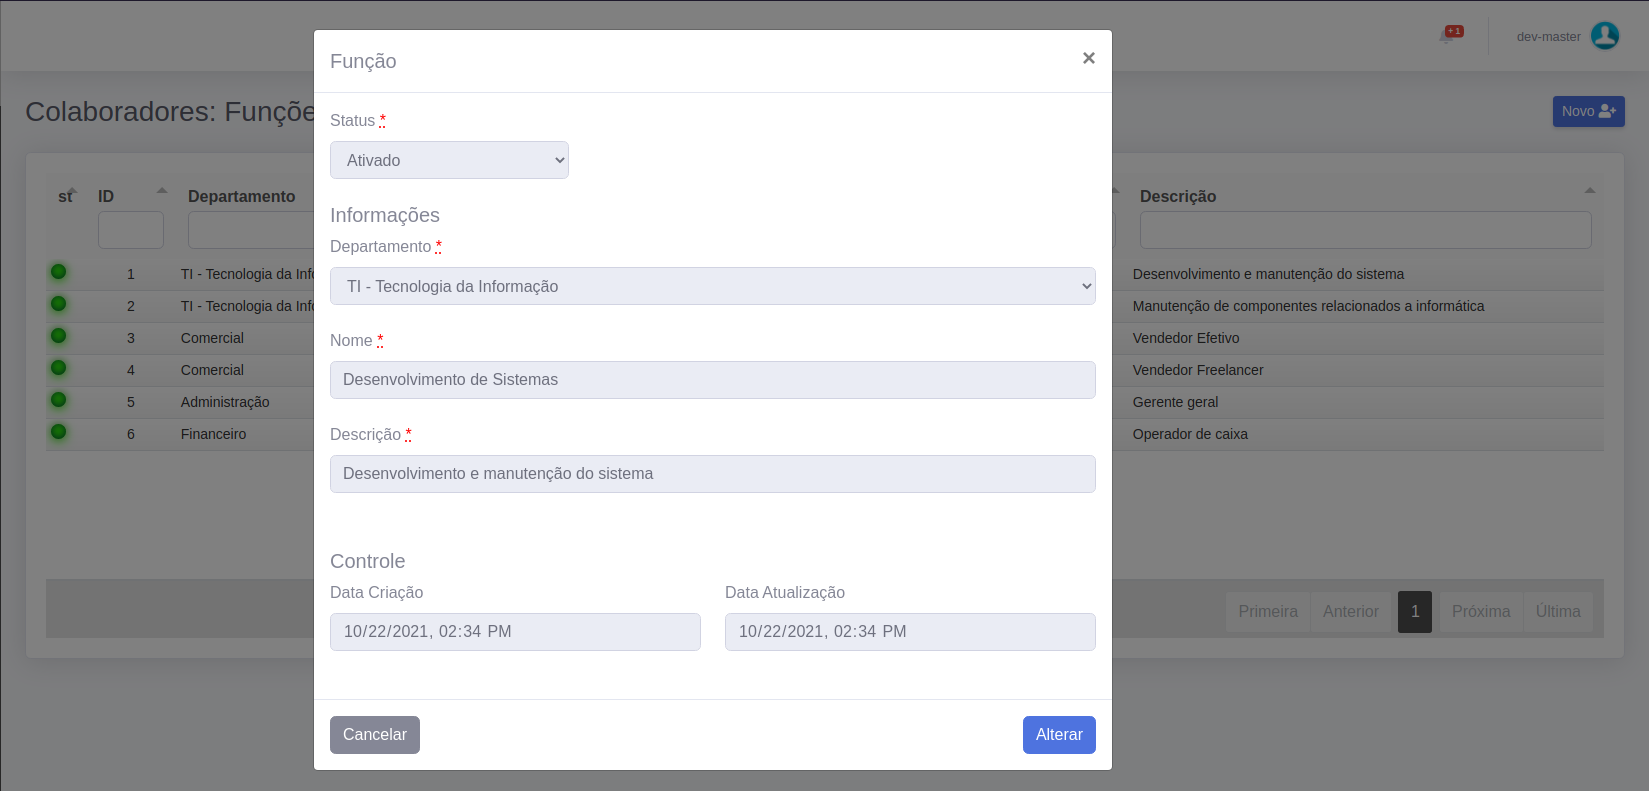 + 1
dev-master
Colaboradores: Funçõe
Novo
st
ID
Departamento
Descrição
1 TI - Tecnologia da Info Desenvolvimento e manutenção do sistema
2 TI - Tecnologia da Info Manutenção de componentes relacionados a informática
3 Comercial Vendedor Efetivo
4 Comercial Vendedor Freelancer
5 Administração Gerente geral
6 Financeiro Operador de caixa
Primeira Anterior 1 Próxima Última
Função
×
Status *
Ativado
Informações
Departamento *
TI - Tecnologia da Informação
Nome *
Desenvolvimento de Sistemas
Descrição *
Desenvolvimento e manutenção do sistema
Controle
Data Criação Data Atualização
10/22/2021, 02:34 PM 10/22/2021, 02:34 PM
Cancelar Alterar